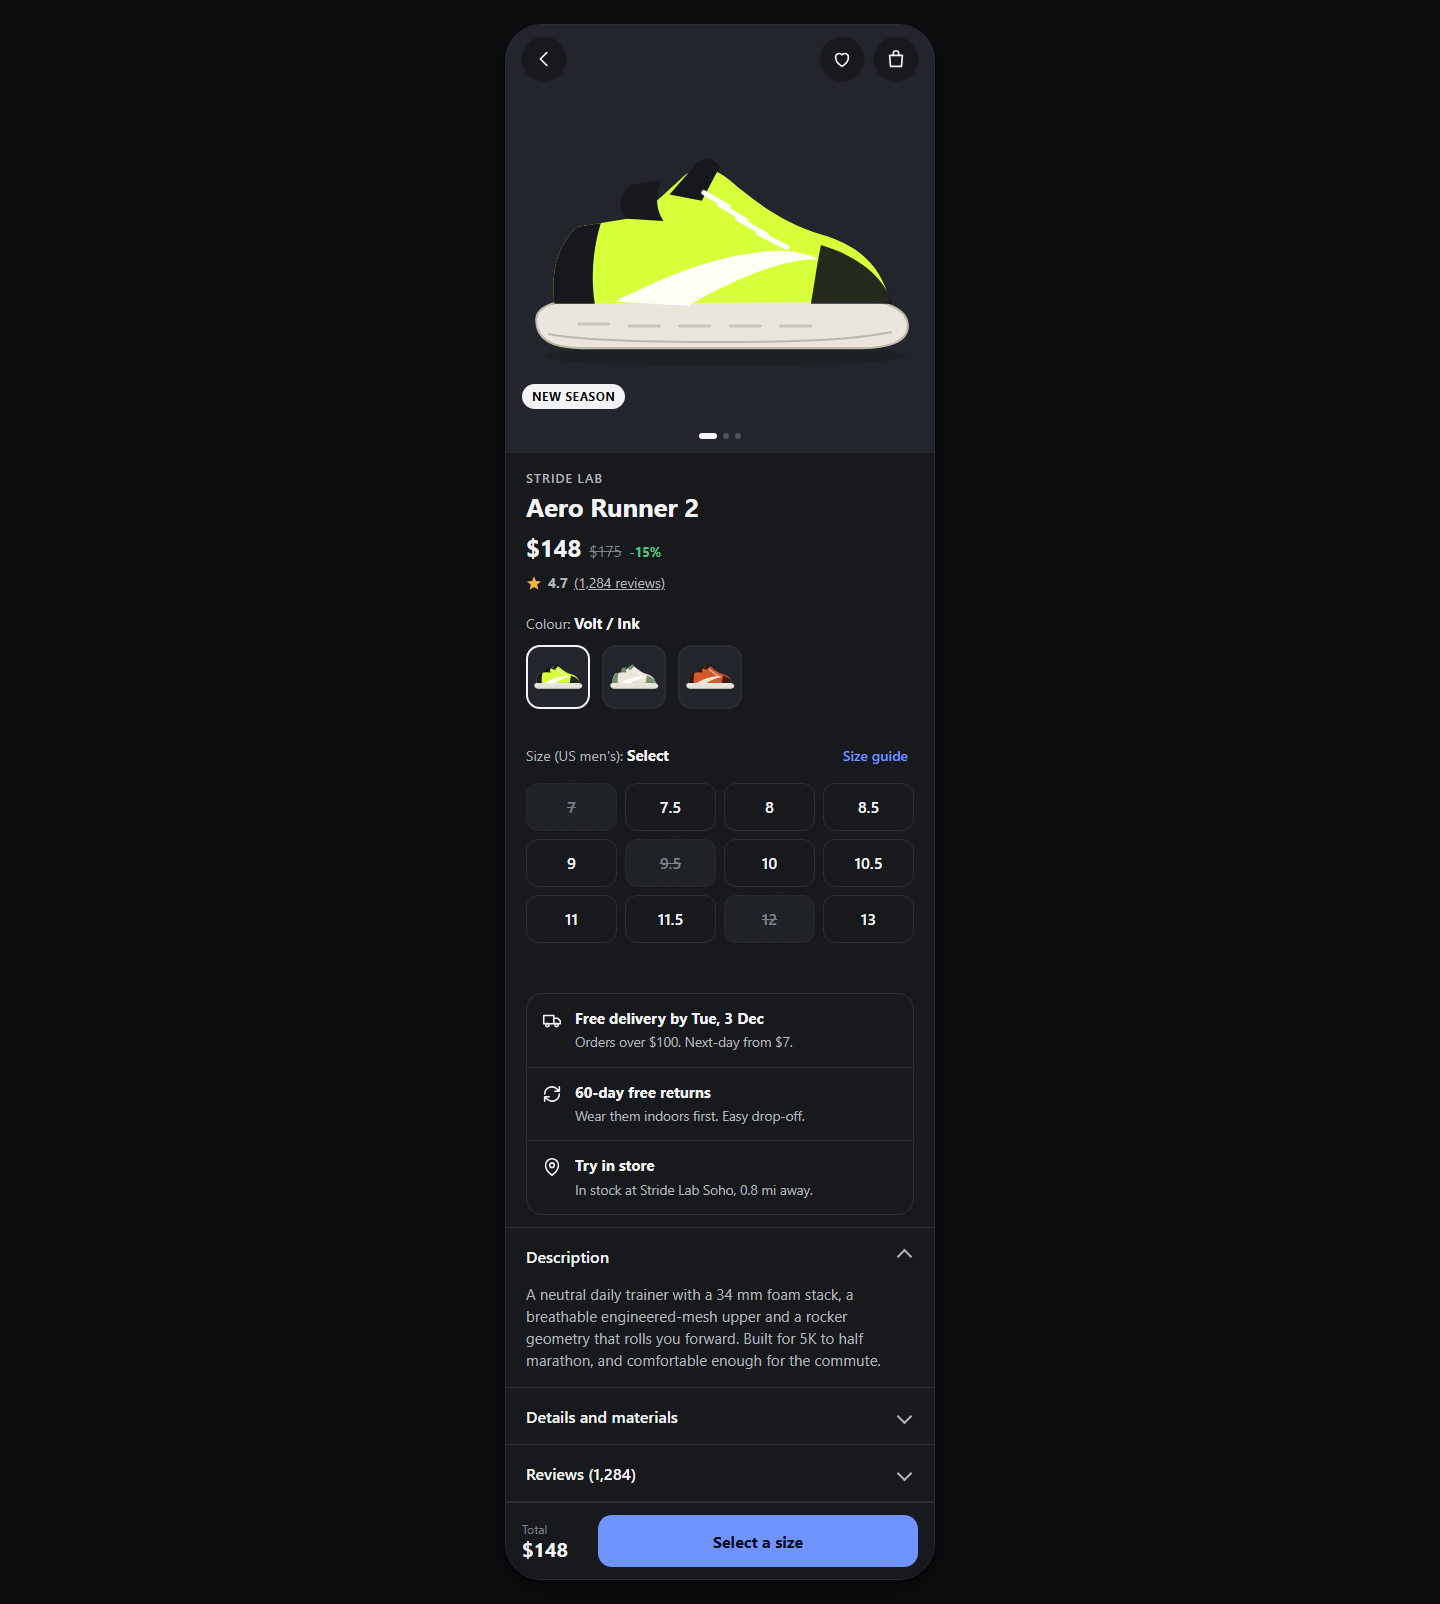 NEW SEASON
STRIDE LAB
Aero Runner 2
$148 $175 -15%
4.7 (1,284 reviews)
Colour: Volt / Ink
Size (US men's): Select Size guide
7 7.5 8 8.5
9 9.5 10 10.5
11 11.5 12 13
Free delivery by Tue, 3 Dec
Orders over $100. Next-day from $7.
60-day free returns
Wear them indoors first. Easy drop-off.
Try in store
In stock at Stride Lab Soho, 0.8 mi away.
Description
A neutral daily trainer with a 34 mm foam stack, a
breathable engineered-mesh upper and a rocker
geometry that rolls you forward. Built for 5K to half
marathon, and comfortable enough for the commute.
Details and materials
Reviews (1,284)
Total
$148
Select a size